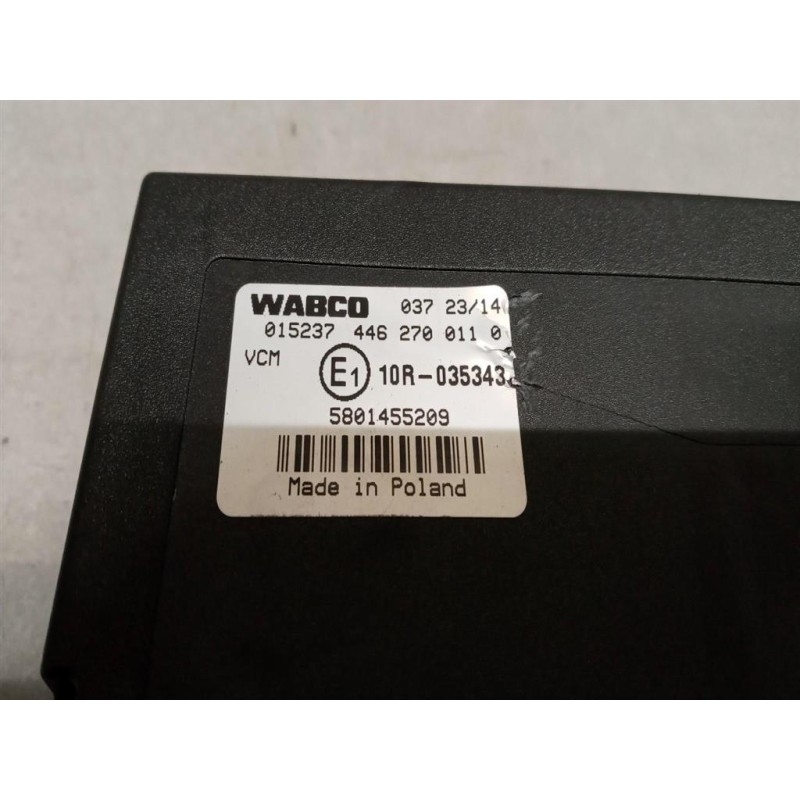 WABCO 037 23/14
015237 446 270 011 0
VCM E1 10R-035343
5801455209
Made in Poland